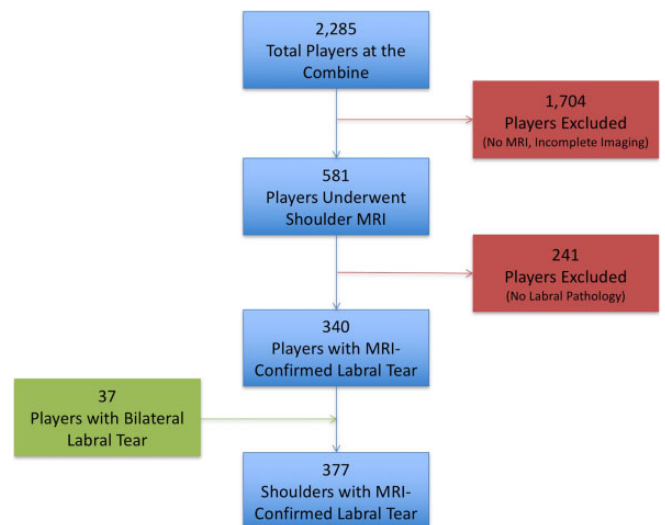 2,285
Total Players at the
Combine
1,704
Players Excluded
(No MRI, Incomplete Imaging)
581
Players Underwent
Shoulder MRI
241
Players Excluded
(No Labral Pathology)
340
Players with MRI-
Confirmed Labral Tear
37
Players with Bilateral
Labral Tear
377
Shoulders with MRI-
Confirmed Labral Tear